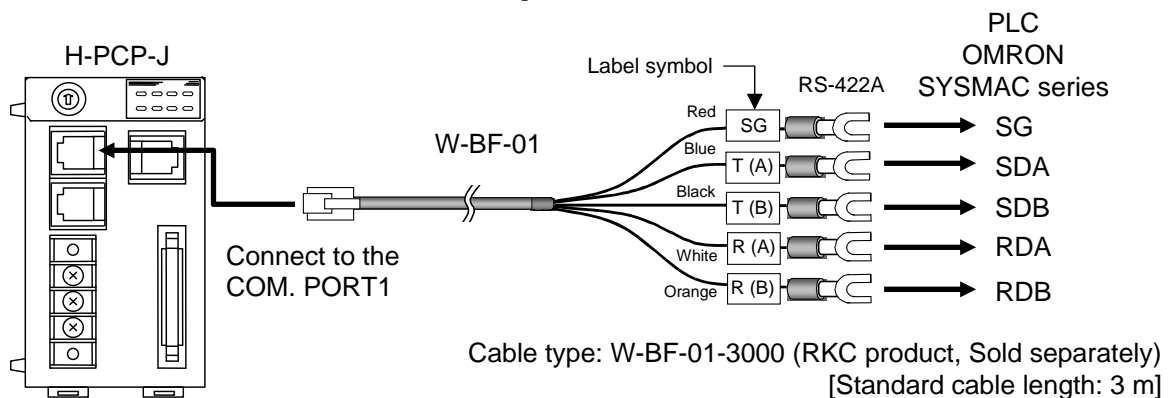 PLC
OMRON
SYSMAC series
H-PCP-J
Label symbol
RS-422A
Red
SG
SG
W-BF-01
Blue
T (A)
SDA
Black
T (B)
SDB
White
R (A)
RDA
Orange
R (B)
RDB
Connect to the
COM. PORT1
Cable type: W-BF-01-3000 (RKC product, Sold separately)
[Standard cable length: 3 m]